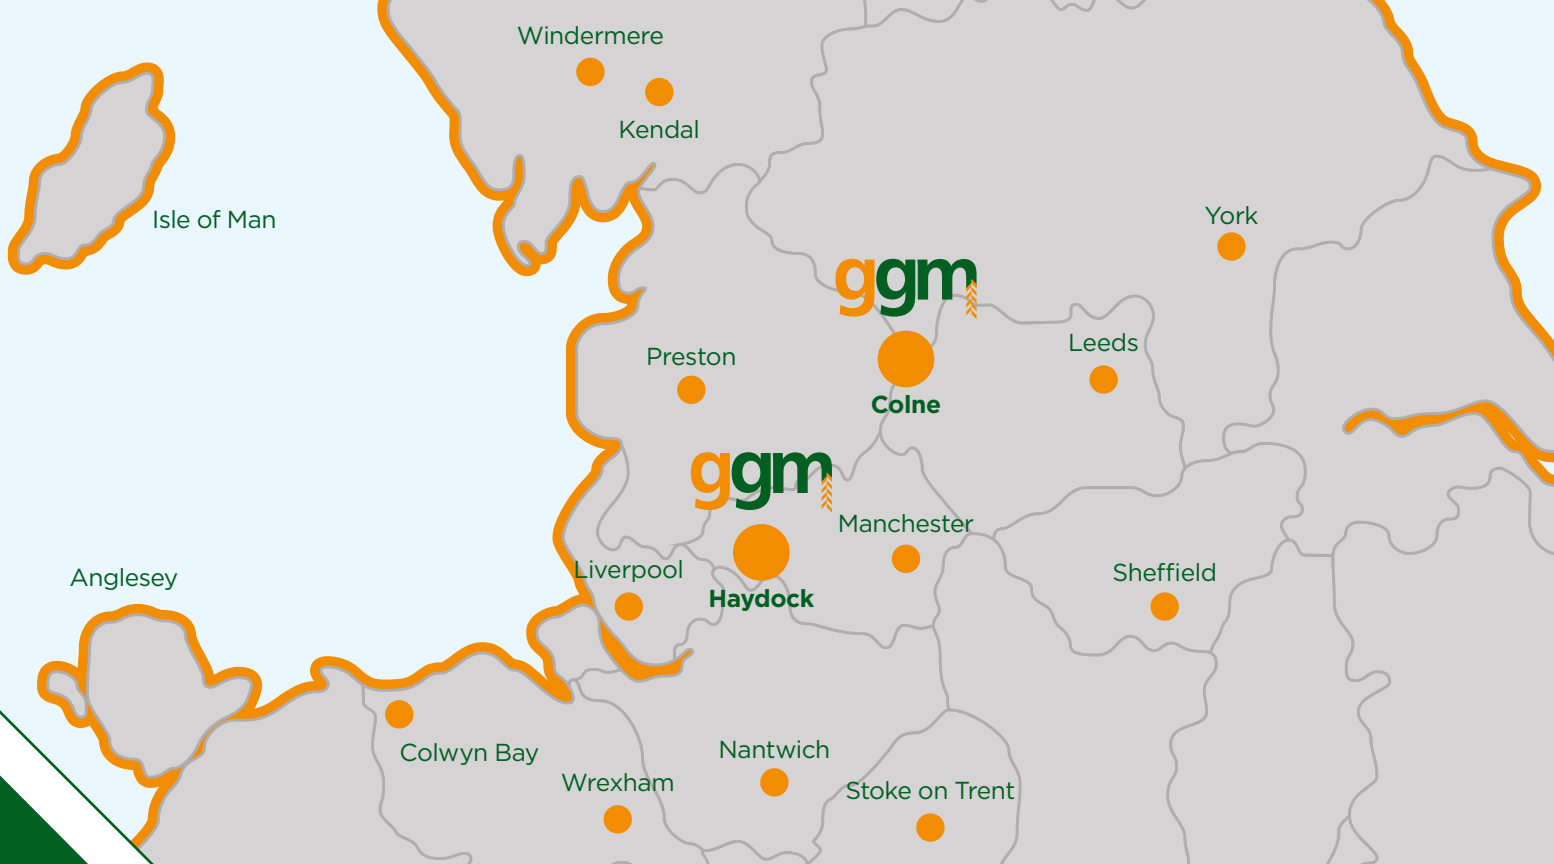 Windermere
Kendal
Isle of Man
York
ggm
Leeds
Preston
Colne
ggm
Manchester
Liverpool
Sheffield
Anglesey
Haydock
Colwyn Bay
Nantwich
Wrexham
Stoke on Trent